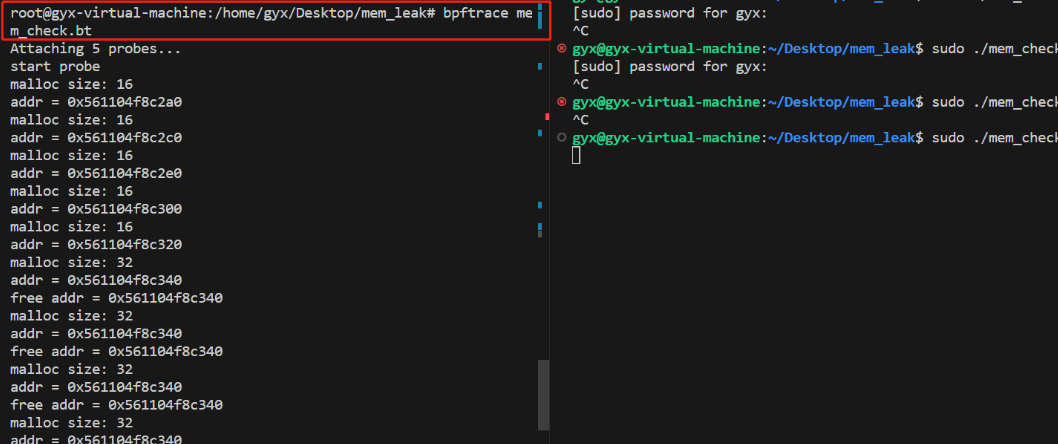 root@gyx-virtual-machine:/home/gyx/Desktop/mem_leak# bpftrace me
m_check.bt
Attaching 5 probes...
start probe
malloc size: 16
addr = 0x561104f8c2a0
malloc size: 16
addr = 0x561104f8c2c0
malloc size: 16
addr = 0x561104f8c2e0
malloc size: 16
addr = 0x561104f8c300
malloc size: 16
addr = 0x561104f8c320
malloc size: 32
addr = 0x561104f8c340
free addr = 0x561104f8c340
malloc size: 32
addr = 0x561104f8c340
free addr = 0x561104f8c340
malloc size: 32
addr = 0x561104f8c340
free addr = 0x561104f8c340
malloc size: 32
addr = 0x561104f8c340
[sudo] password for gyx:
^C
gyx@gyx-virtual-machine:~/Desktop/mem_leak$ sudo ./mem_check
[sudo] password for gyx:
^C
gyx@gyx-virtual-machine:~/Desktop/mem_leak$ sudo ./mem_check
^C
gyx@gyx-virtual-machine:~/Desktop/mem_leak$ sudo ./mem_check